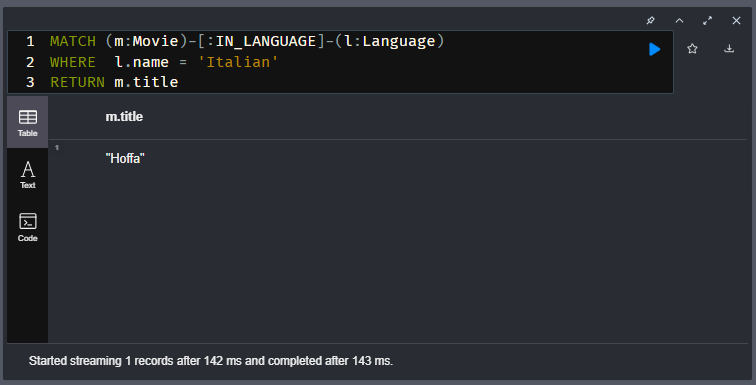 1 MATCH (m:Movie)-[:IN_LANGUAGE]-(l:Language)
2 WHERE  l.name = 'Italian'
3 RETURN m.title
Table
m.title
1
"Hoffa"
Text
Code
Started streaming 1 records after 142 ms and completed after 143 ms.